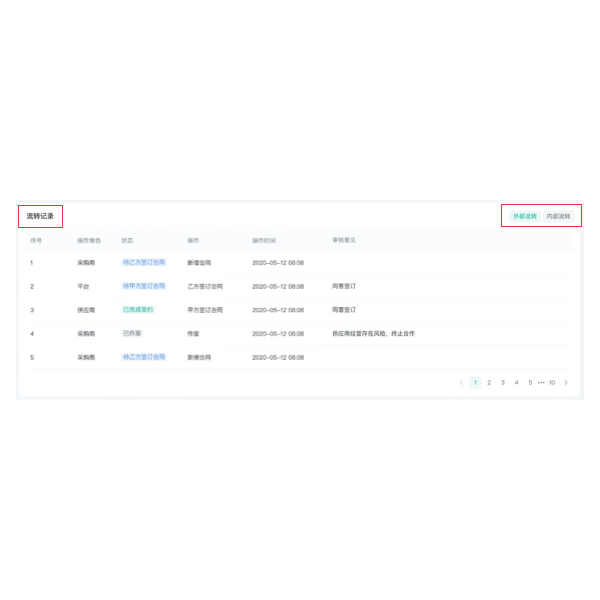 流转记录 外部流转 内部流转
序号 操作角色 状态 操作 操作时间 审核意见
1 采购商 待乙方签订合同 新增合同 2020-05-12 08:08
2 平台 待甲方签订合同 乙方签订合同 2020-05-12 08:08 同意签订
3 供应商 已完成签约 甲方签订合同 2020-05-12 08:08 同意签订
4 采购商 已作废 作废 2020-05-12 08:08 供应商经营存在风险，终止合作
5 采购商 待乙方签订合同 新增合同 2020-05-12 08:08
< 1 2 3 4 5 ••• 10 >